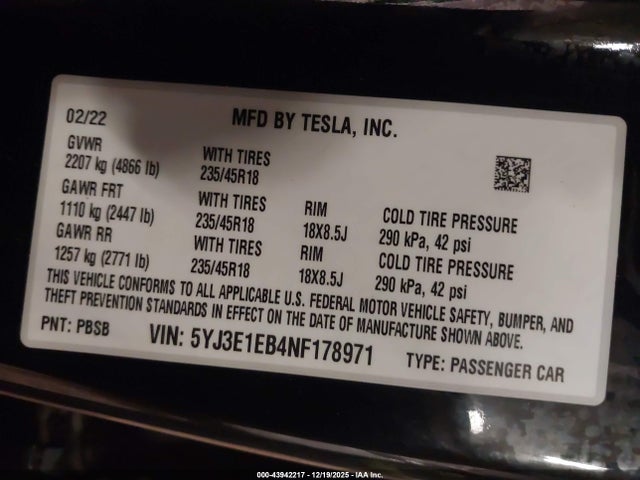 02/22
MFD BY TESLA, INC.
GVWR
2207 kg (4866 lb)
WITH TIRES
235/45R18
GAWR FRT
1110 kg (2447 lb)
WITH TIRES
235/45R18
RIM
18X8.5J
COLD TIRE PRESSURE
290 kPa, 42 psi
GAWR RR
1257 kg (2771 lb)
WITH TIRES
235/45R18
RIM
18X8.5J
COLD TIRE PRESSURE
290 kPa, 42 psi
THIS VEHICLE CONFORMS TO ALL APPLICABLE U.S. FEDERAL MOTOR VEHICLE SAFETY, BUMPER, AND
THEFT PREVENTION STANDARDS IN EFFECT ON THE DATE OF MANUFACTURE SHOWN ABOVE.
PNT: PBSB
VIN: 5YJ3E1EB4NF178971
TYPE: PASSENGER CAR
000-43942217 - 12/19/2025 - IAA Inc.